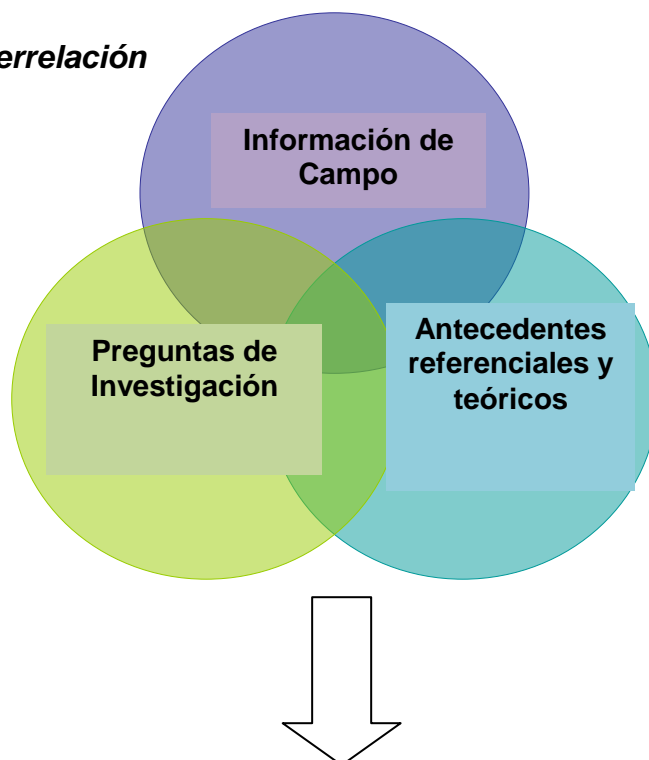 errelación
Información de
Campo
Preguntas de
Investigación
Antecedentes
referenciales y
teóricos